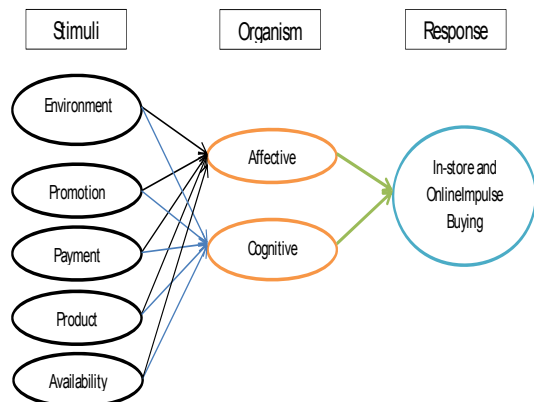 Stimuli
Organism
Response
Environment
Promotion
Payment
Product
Availability
Affective
Cognitive
In-store and
OnlineImpulse
Buying